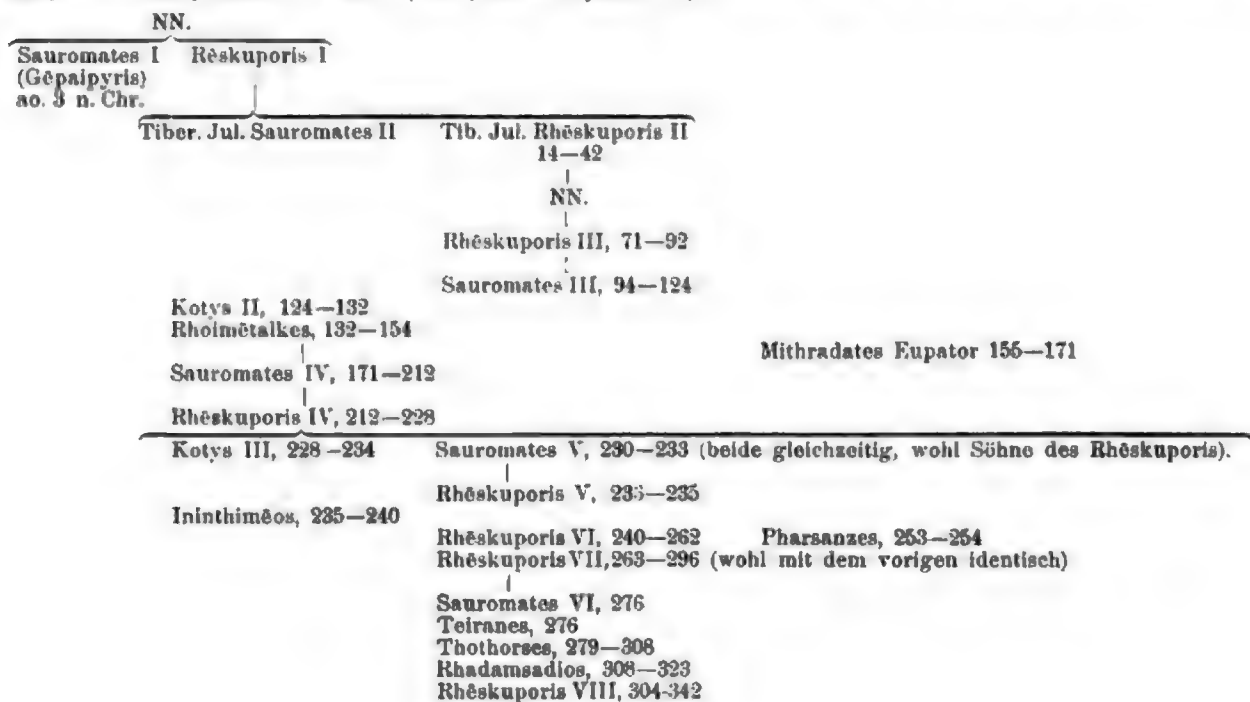 NN.
Sauromates I Rêskuporis I
(Gêpaipyris)
ao. 3 n. Chr.
Tiber. Jul. Sauromates II Tib. Jul. Rhêskuporis II
14—42
NN.
Rhêskuporis III, 71—92
Sauromates III, 94—124
Kotys II, 124—132
Rhoimêtalkes, 132—154
Mithradates Eupator 155—171
Sauromates IV, 171—212
Rhêskuporis IV, 212—228
Kotys III, 228—234 Sauromates V, 230—233 (beide gleichzeitig, wohl Söhne des Rhêskuporis).
Rhêskuporis V, 233—235
Ininthimêos, 235—240
Rhêskuporis VI, 240—262 Pharsanzes, 253—254
Rhêskuporis VII, 263—296 (wohl mit dem vorigen identisch)
Sauromates VI, 276
Teiranes, 276
Thothorses, 279—308
Rhadamsadios, 308—323
Rhêskuporis VIII, 304-342